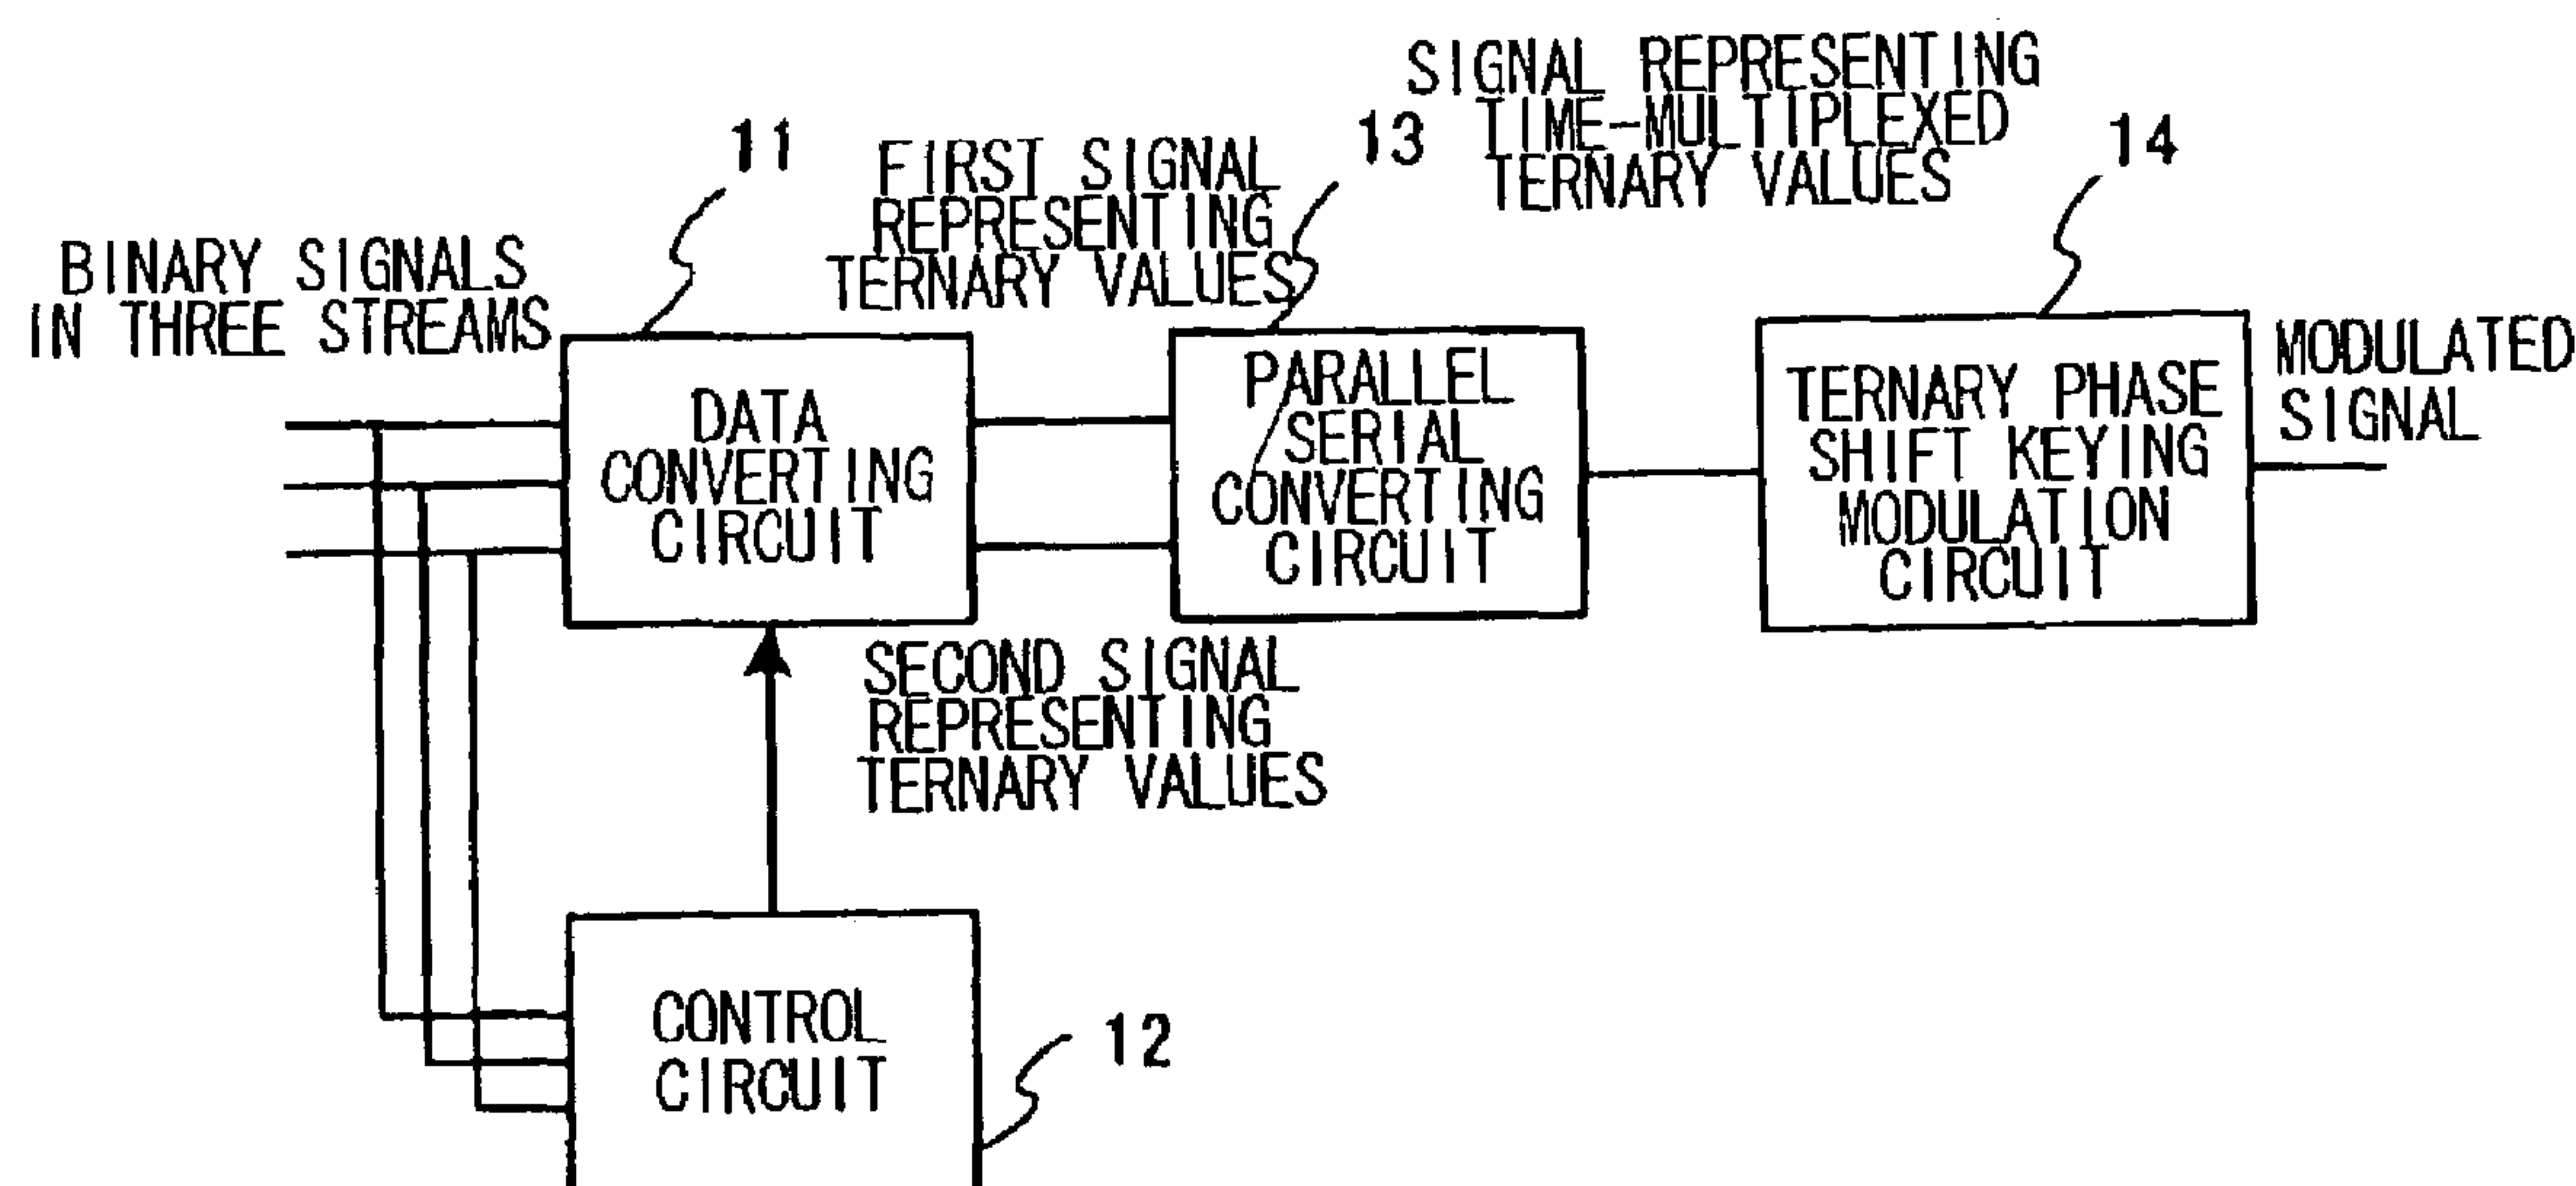 BINARY SIGNALS
IN THREE STREAMS
11
FIRST SIGNAL
REPRESENTING
TERNARY VALUES
13
SIGNAL REPRESENTING
TIME-MULTIPLEXED
TERNARY VALUES
14
DATA
CONVERTING
CIRCUIT
PARALLEL
SERIAL
CONVERTING
CIRCUIT
TERNARY PHASE
SHIFT KEYING
MODULATION
CIRCUIT
MODULATED
SIGNAL
SECOND SIGNAL
REPRESENTING
TERNARY VALUES
CONTROL
CIRCUIT
12